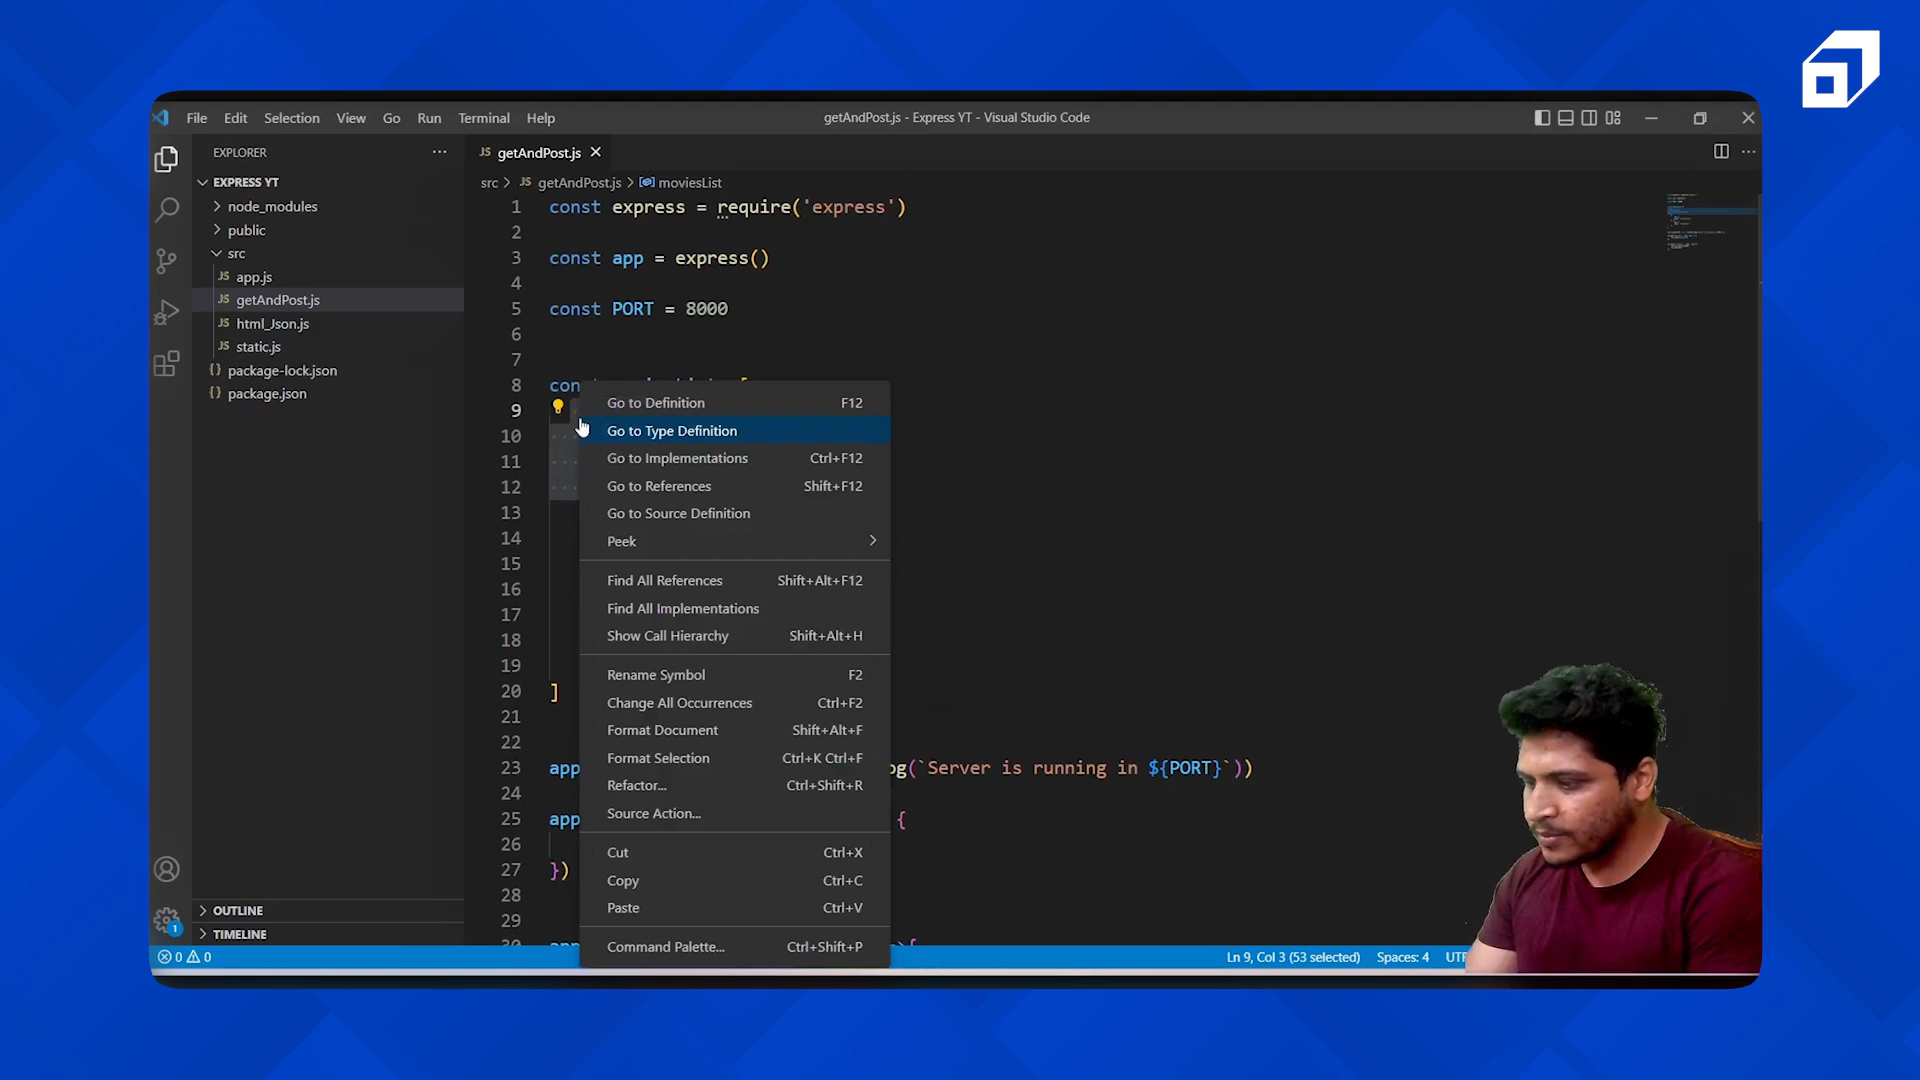 File Edit Selection View Go Run Terminal Help
getAndPost.js - Express YT - Visual Studio Code
EXPLORER
EXPRESS YT
node_modules
public
src
JS app.js
JS getAndPost.js
JS html_Json.js
JS static.js
{} package-lock.json
{} package.json
OUTLINE
TIMELINE
1
JS getAndPost.js
src > JS getAndPost.js > moviesList
1 const express = require('express')
2
3 const app = express()
4
5 const PORT = 8000
6
7
8 con
9
10
11
12
13
14
15
16
17
18
19
20 ]
21
22
23 app og(`Server is running in ${PORT}`))
24
25 app {
26
27 })
28
29
30
Go to Definition F12
Go to Type Definition
Go to Implementations Ctrl+F12
Go to References Shift+F12
Go to Source Definition
Peek
Find All References Shift+Alt+F12
Find All Implementations
Show Call Hierarchy Shift+Alt+H
Rename Symbol F2
Change All Occurrences Ctrl+F2
Format Document Shift+Alt+F
Format Selection Ctrl+K Ctrl+F
Refactor... Ctrl+Shift+R
Source Action...
Cut Ctrl+X
Copy Ctrl+C
Paste Ctrl+V
Command Palette... Ctrl+Shift+P
0 0
Ln 9, Col 3 (53 selected) Spaces: 4 UTF